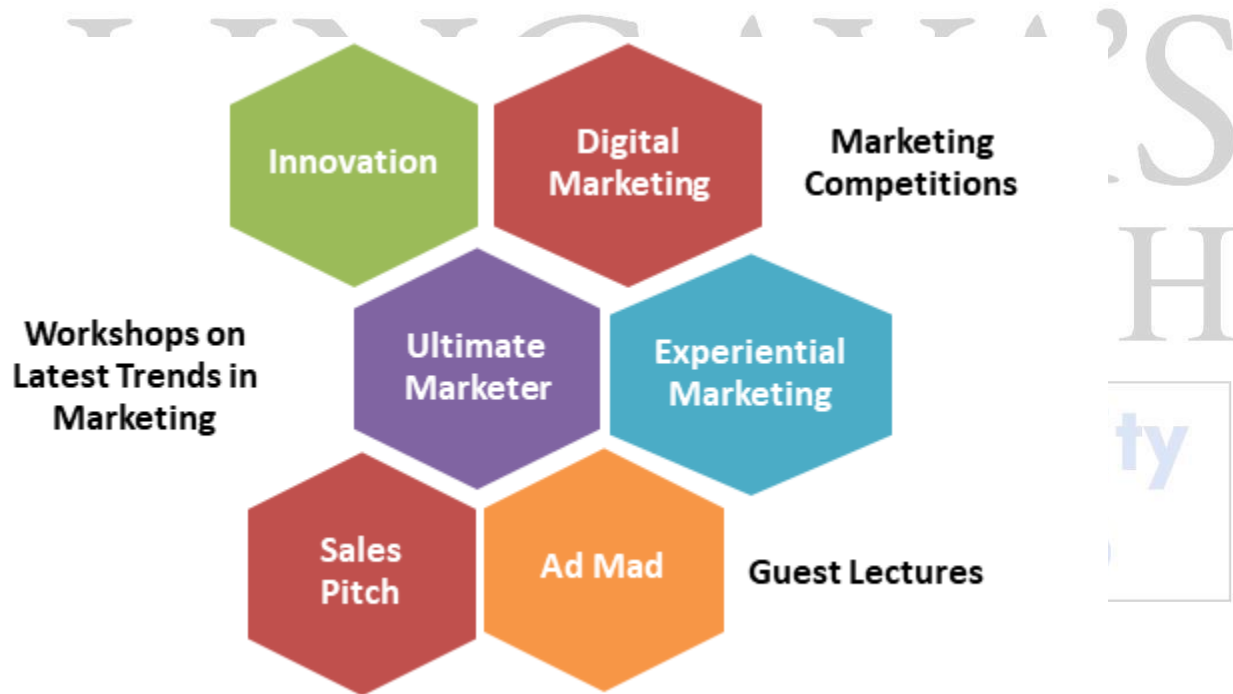 Innovation
Digital
Marketing
Marketing
Competitions
Workshops on
Latest Trends in
Marketing
Ultimate
Marketer
Experiential
Marketing
Sales
Pitch
Ad Mad
Guest Lectures